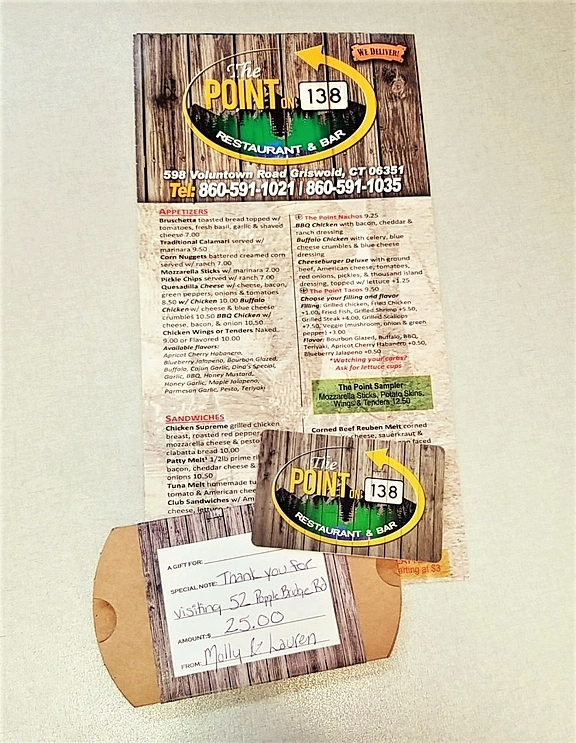 We Deliver!
The
POINT ON 138
RESTAURANT & BAR
598 Voluntown Road Griswold, CT 06351
Tel: 860-591-1021 / 860-591-1035
APPETIZERS
Bruschetta toasted bread topped w/
tomatoes, fresh basil, garlic & shaved
cheese 7.00
Traditional Calamari served w/
marinara 9.50
Corn Nuggets battered creamed corn
served w/ ranch 7.00
Mozzarella Sticks w/ marinara 7.00
Pickle Chips served w/ ranch 7.00
Quesadilla Cheese w/ cheese, bacon,
green peppers, onions & tomatoes
8.50 w/ Chicken 10.00 Buffalo
Chicken w/ cheese & blue cheese
crumbles 10.50 BBQ Chicken w/
cheese, bacon, & onion 10.50
Chicken Wings or Tenders Naked
9.00 or Flavored 10.00
Available flavors:
Apricot Cherry Habanero,
Blueberry Jalapeno, Bourbon Glazed,
Buffalo, Cajun Garlic, Dina's Special,
Garlic, BBQ, Honey Mustard,
Honey Garlic, Maple Jalapeno,
Parmesan Garlic, Pesto, Teriyaki
SANDWICHES
Chicken Supreme grilled chicken
breast, roasted red pepper,
mozzarella cheese & pesto
ciabatta bread 10.00
Patty Melt 1/2lb prime
bacon, cheddar cheese &
onions 10.50
Tuna Melt homemade
tomato & American
Club Sandwiches w/
cheese,
The Point Nachos 9.25
BBQ Chicken with bacon, cheddar &
ranch dressing
Buffalo Chicken with celery, blue
cheese crumbles & blue cheese
dressing
Cheeseburger Deluxe with ground
beef, American cheese, tomatoes,
red onions, pickles, & thousand island
dressing, topped w/ lettuce +1.25
The Point Tacos 9.50
Choose your filling and flavor
Filling: Grilled chicken, Fried Chicken
+1.00, Fried Fish, Grilled Shrimp +5.50,
Grilled Steak +4.00, Grilled Scallops
+7.50, Veggie (mushroom, onion & green
pepper) +3.00
Flavor: Bourbon Glazed, Buffalo, BBQ,
Teriyaki, Apricot Cherry Habanero +0.50,
Blueberry Jalapeno +0.50
*Watching your carbs?
Ask for lettuce cups
The Point Sampler
Mozzarella Sticks, Potato Skins,
Wings & Tenders 12.50
Corned Beef Reuben Melt corned
cheese, sauerkraut &
The
POINT ON 138
RESTAURANT & BAR
at $3
A GIFT FOR:
SPECIAL NOTE: Thank you for
visiting 52 Popple Bridge Rd
AMOUNT:$ 25.00
FROM: Molly & Lauren